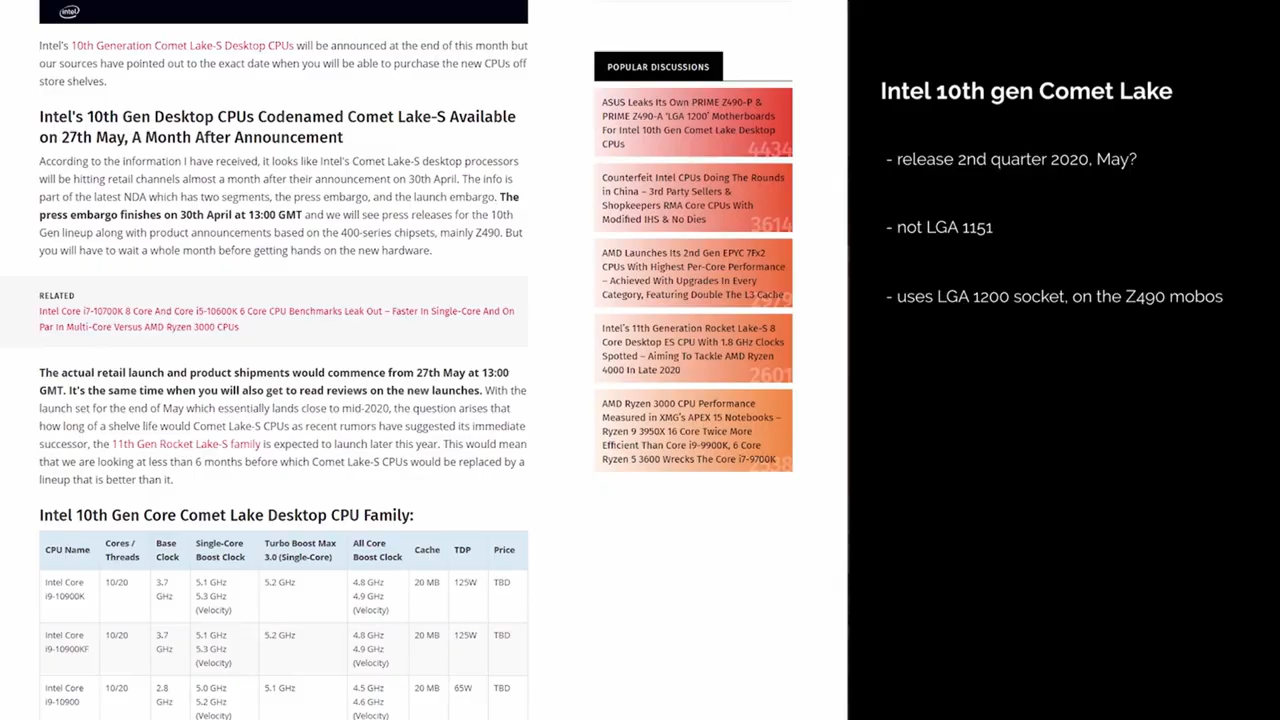 intel
Intel's 10th Generation Comet Lake-S Desktop CPUs will be announced at the end of this month but
our sources have pointed out to the exact date when you will be able to purchase the new CPUs off
store shelves.
Intel's 10th Gen Desktop CPUs Codenamed Comet Lake-S Available
on 27th May, A Month After Announcement
According to the information I have received, it looks like Intel's Comet Lake-S desktop processors
will be hitting retail channels almost a month after their announcement on 30th April. The info is
part of the latest NDA which has two segments, the press embargo, and the launch embargo. The
press embargo finishes on 30th April at 13:00 GMT and we will see press releases for the 10th
Gen lineup along with product announcements based on the 400-series chipsets, mainly Z490. But
you will have to wait a whole month before getting hands on the new hardware.
RELATED
Intel Core i7-10700K 8 Core And Core i5-10600K 6 Core CPU Benchmarks Leak Out – Faster In Single-Core And On
Par In Multi-Core Versus AMD Ryzen 3000 CPUs
The actual retail launch and product shipments would commence from 27th May at 13:00
GMT. It's the same time when you will also get to read reviews on the new launches. With the
launch set for the end of May which essentially lands close to mid-2020, the question arises that
how long of a shelve life would Comet Lake-S CPUs as recent rumors have suggested its immediate
successor, the 11th Gen Rocket Lake-S family is expected to launch later this year. This would mean
that we are looking at less than 6 months before which Comet Lake-S CPUs would be replaced by a
lineup that is better than it.
Intel 10th Gen Core Comet Lake Desktop CPU Family:
CPU Name Cores / Threads Base Clock Single-Core Boost Clock Turbo Boost Max 3.0 (Single-Core) All Core Boost Clock Cache TDP Price
Intel Core i9-10900K 10/20 3.7 GHz 5.1 GHz 5.3 GHz (Velocity) 5.2 GHz 4.8 GHz 4.9 GHz (Velocity) 20 MB 125W TBD
Intel Core i9-10900KF 10/20 3.7 GHz 5.1 GHz 5.3 GHz (Velocity) 5.2 GHz 4.8 GHz 4.9 GHz (Velocity) 20 MB 125W TBD
Intel Core i9-10900 10/20 2.8 GHz 5.0 GHz 5.2 GHz (Velocity) 5.1 GHz 4.5 GHz 4.6 GHz (Velocity) 20 MB 65W TBD
POPULAR DISCUSSIONS
ASUS Leaks Its Own PRIME Z490-P &
PRIME Z490-A 'LGA 1200' Motherboards
For Intel 10th Gen Comet Lake Desktop
CPUs
4434
Counterfeit Intel CPUs Doing The Rounds
in China – 3rd Party Sellers &
Shopkeepers RMA Core CPUs With
Modified IHS & No Dies
3614
AMD Launches Its 2nd Gen EPYC 7Fx2
CPUs With Highest Per-Core Performance
– Achieved With Upgrades In Every
Category, Featuring Double The L3 Cache
Intel's 11th Generation Rocket Lake-S 8
Core Desktop ES CPU With 1.8 GHz Clocks
Spotted – Aiming To Tackle AMD Ryzen
4000 In Late 2020
2601
AMD Ryzen 3000 CPU Performance
Measured in XMG's APEX 15 Notebooks –
Ryzen 9 3950X 16 Core Twice More
Efficient Than Core i9-9900K, 6 Core
Ryzen 5 3600 Wrecks The Core i7-9700K
Intel 10th gen Comet Lake
- release 2nd quarter 2020, May?
- not LGA 1151
- uses LGA 1200 socket, on the Z490 mobos